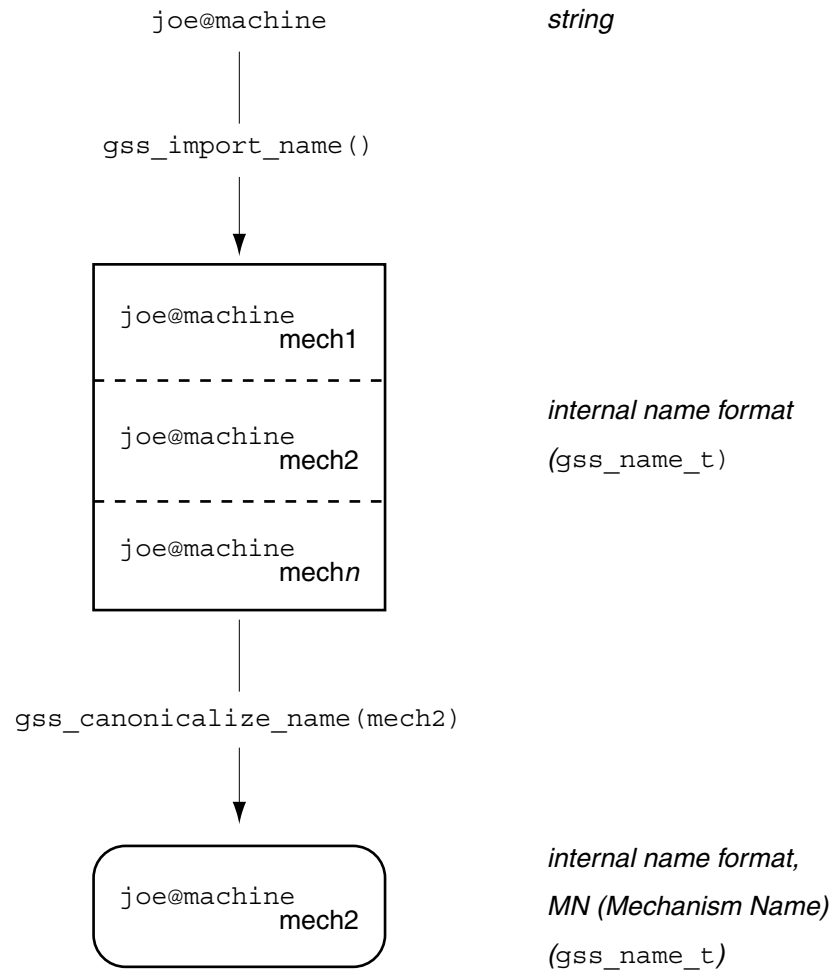 joe@machine string
gss_import_name()
joe@machine
mech1
joe@machine
mech2
internal name format
(gss_name_t)
joe@machine
mechn
gss_canonicalize_name(mech2)
joe@machine
mech2
internal name format,
MN (Mechanism Name)
(gss_name_t)